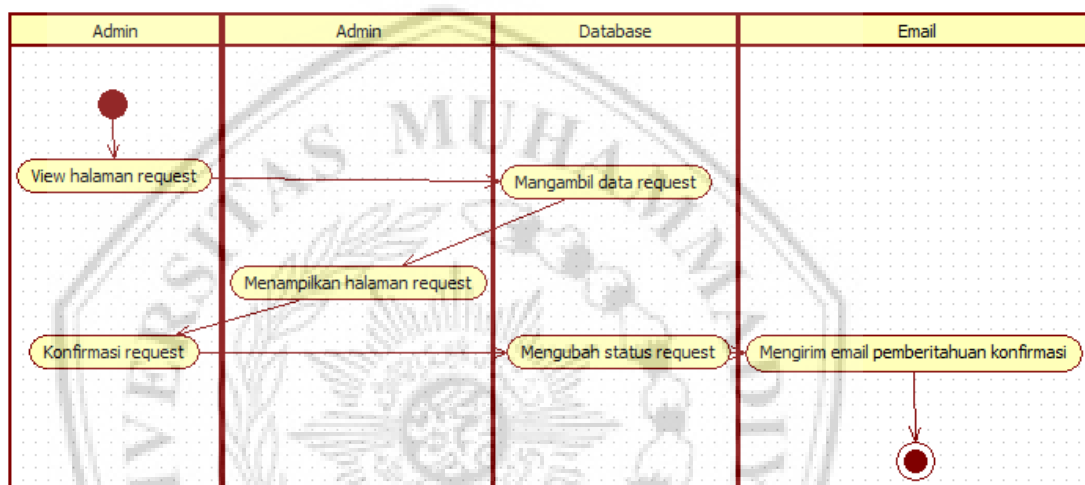 Admin
Admin
Database
Email
View halaman request
Mangambil data request
Menampilkan halaman request
Konfirmasi request
Mengubah status request
Mengirim email pemberitahuan konfirmasi